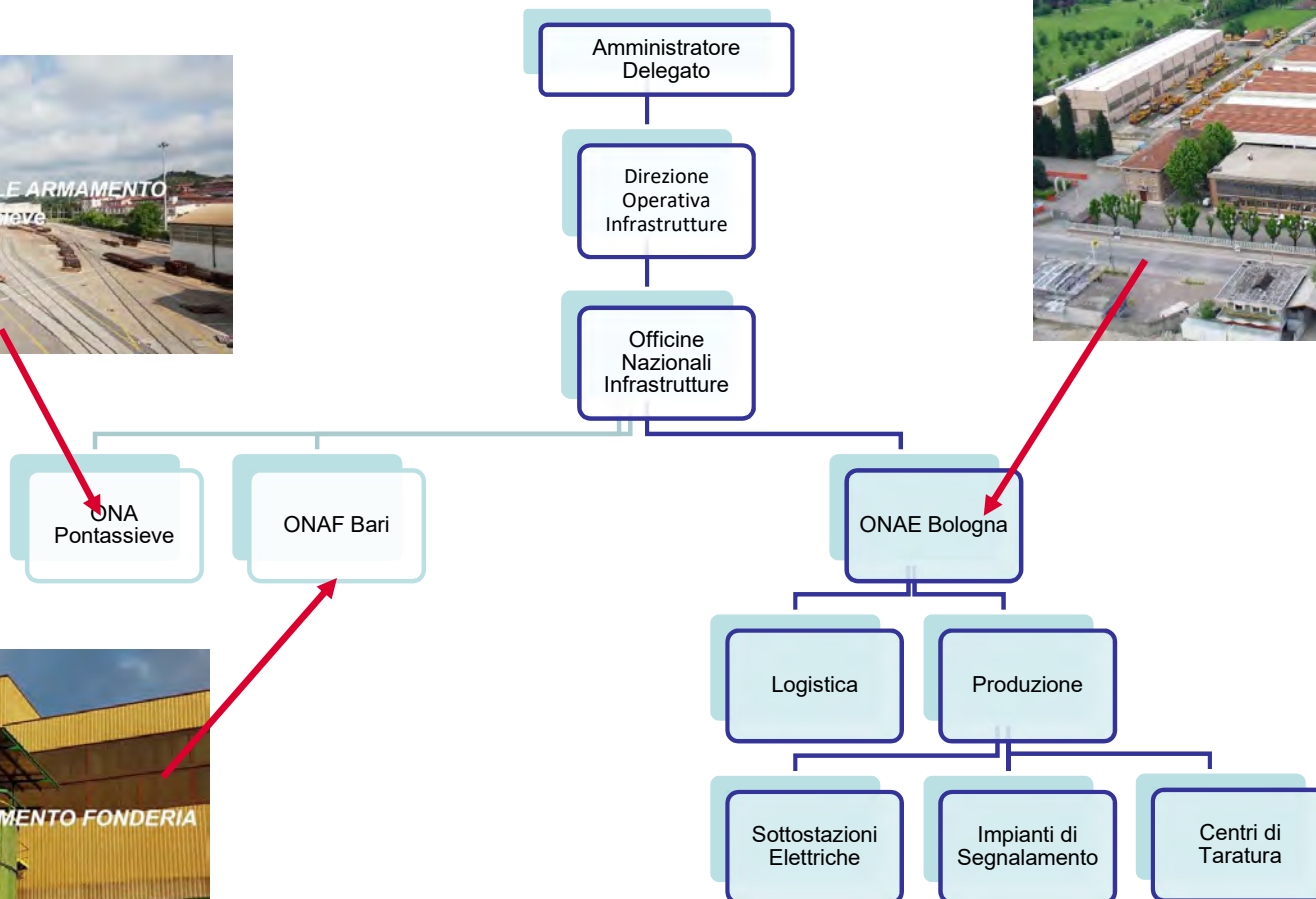 Amministratore
Delegato
Direzione
Operativa
Infrastrutture
LE ARMAMENTO
Officine
Nazionali
Infrastrutture
ONA
Pontassieve
ONAF Bari
ONAE Bologna
Logistica
Produzione
MENTO FONDERIA
Sottostazioni
Elettriche
Impianti di
Segnalamento
Centri di
Taratura